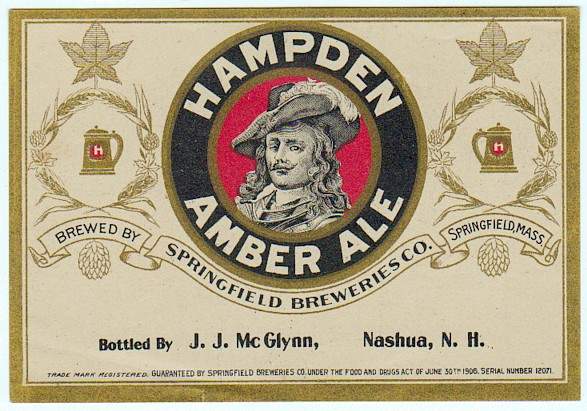 HAMPDEN
AMBER ALE
H
H
BREWED BY
SPRINGFIELD BREWERIES CO.
SPRINGFIELD, MASS.
Bottled By J. J. McGlynn, Nashua, N. H.
TRADE MARK REGISTERED. GUARANTEED BY SPRINGFIELD BREWERIES CO. UNDER THE FOOD AND DRUGS ACT OF JUNE 30TH 1906. SERIAL NUMBER 12071.